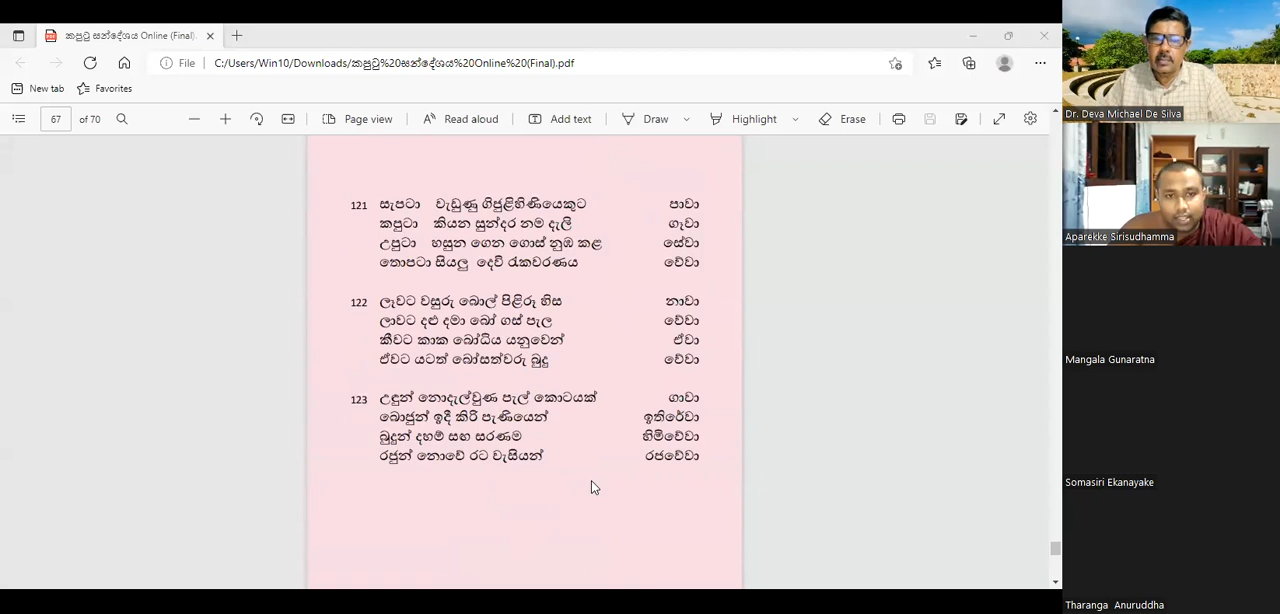 කපුටු සන්දේශය Online (Final).
File C:/Users/Win10/Downloads/කපුටු%20සන්දේශය%20Online%20(Final).pdf
New tab Favorites
67 of 70 Page view Read aloud Add text Draw Highlight Erase
121 සැපටා වැඩුණු ගිජුළිහිණියෙකුට පාවා
කපුටා කියන සුන්දර නම දැලි ගෑවා
උපුටා හසුන ගෙන ගොස් නුඹ කළ සේවා
තොපටා සියලු දෙවි රැකවරණය වේවා
122 ලෑවට වසුරු බොල් පිළිරූ හිස නාවා
ලාවට දළු දමා බෝ ගස් පැල වේවා
කීවට කාක බෝධිය යනුවෙන් ඒවා
ඒවට යටත් බෝසත්වරු බුදු වේවා
123 උඳුන් නොදැල්වුණ පැල් කොටයක් ගාවා
බොජුන් ඉදී කිරි පැණියෙන් ඉතිරේවා
බුදුන් දහම් සඟ සරණම හිමිවේවා
රජුන් නොවේ රට වැසියන් රජවේවා
Dr. Deva Michael De Silva
Aparekke Sirisudhamma
Mangala Gunaratna
Somasiri Ekanayake
Tharanga Anuruddha